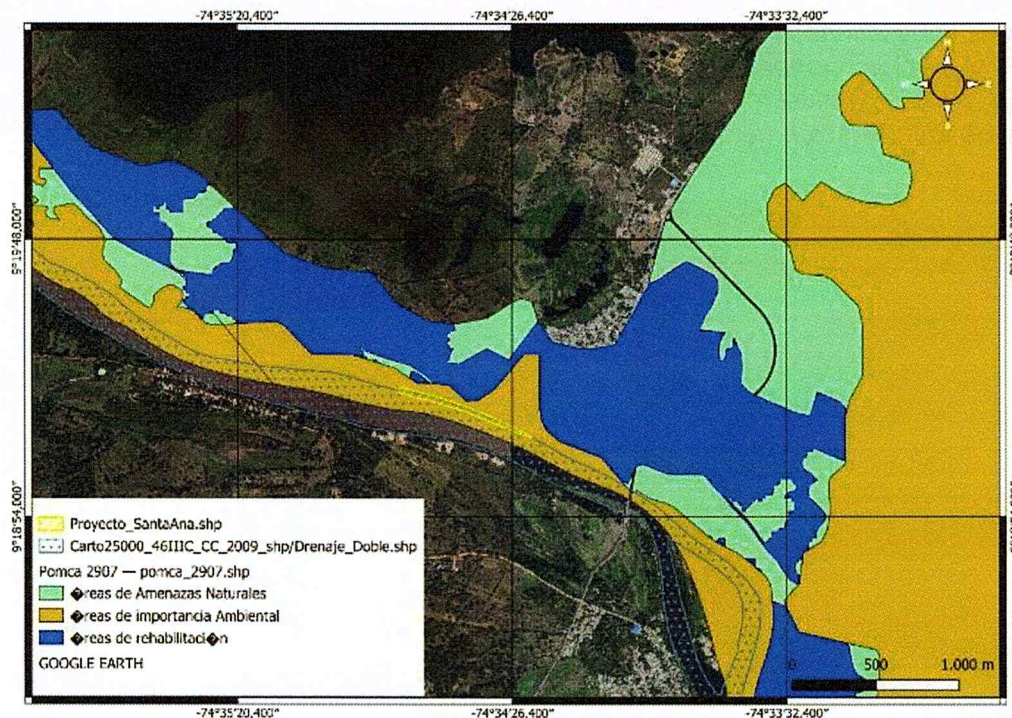 -74°35'20,400" -74°34'26,400" -74°33'32,400"
9°19'48,000"
9°18'54,000"
Proyecto_SantaAna.shp
Carto25000_46IIIC_CC_2009_shp/Drenaje_Doble.shp
Pomca 2907 — pomca_2907.shp
�reas de Amenazas Naturales
�reas de importancia Ambiental
�reas de rehabilitaci�n
GOOGLE EARTH
0 500 1.000 m
-74°35'20,400" -74°34'26,400" -74°33'32,400"